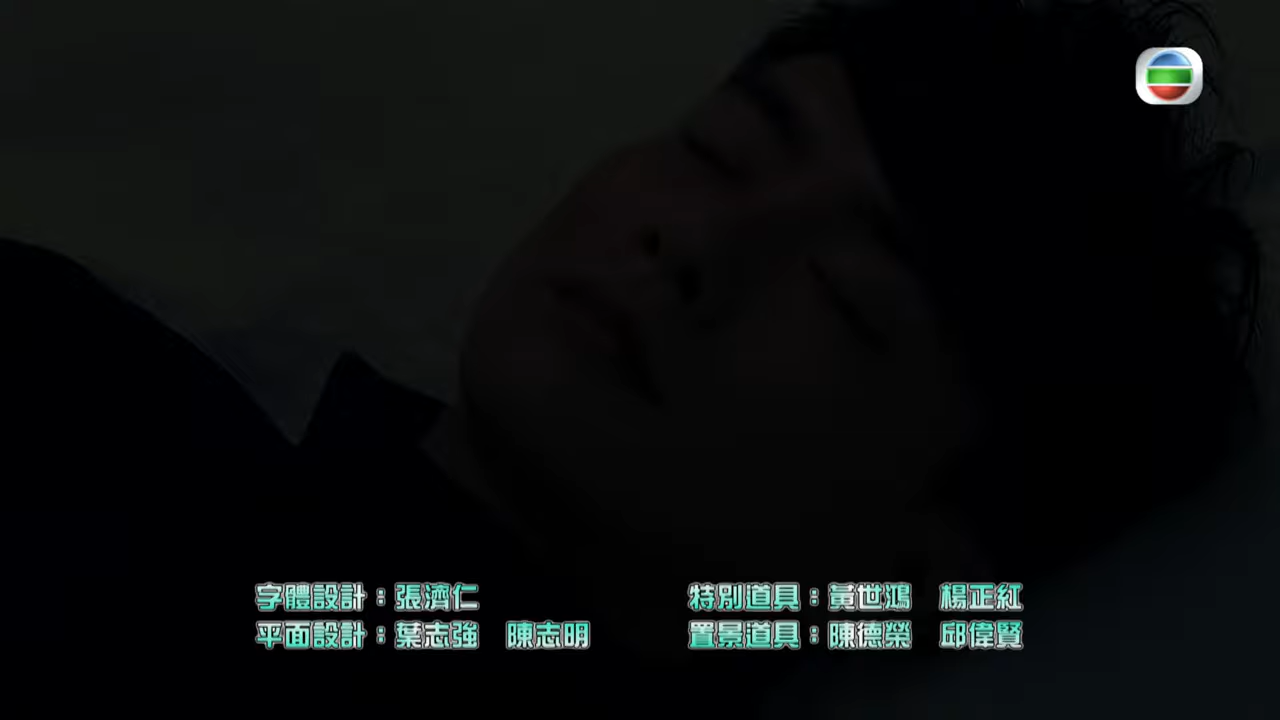 字體設計：張濟仁
平面設計：葉志強　陳志明
特別道具：黃世鴻　楊正紅
置景道具：陳德榮　邱偉賢